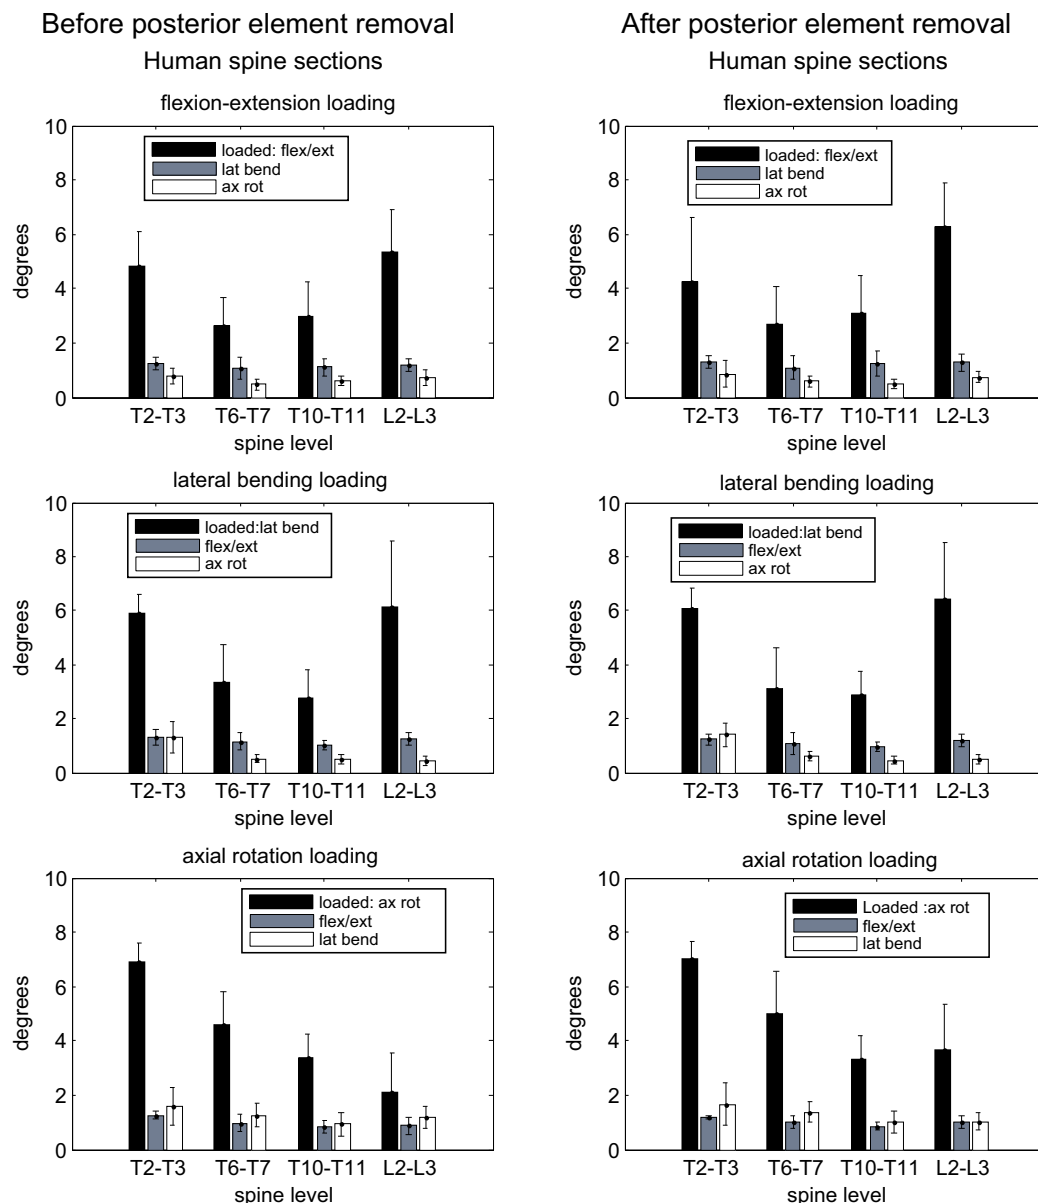 Before posterior element removal
Human spine sections
flexion-extension loading
10
8
6
4
2
0
degrees
loaded: flex/ext
lat bend
ax rot
T2-T3 T6-T7 T10-T11 L2-L3
spine level
lateral bending loading
10
8
6
4
2
0
degrees
loaded:lat bend
flex/ext
ax rot
T2-T3 T6-T7 T10-T11 L2-L3
spine level
axial rotation loading
10
8
6
4
2
0
degrees
loaded: ax rot
flex/ext
lat bend
T2-T3 T6-T7 T10-T11 L2-L3
spine level
After posterior element removal
Human spine sections
flexion-extension loading
10
8
6
4
2
0
degrees
loaded: flex/ext
lat bend
ax rot
T2-T3 T6-T7 T10-T11 L2-L3
spine level
lateral bending loading
10
8
6
4
2
0
degrees
loaded:lat bend
flex/ext
ax rot
T2-T3 T6-T7 T10-T11 L2-L3
spine level
axial rotation loading
10
8
6
4
2
0
degrees
Loaded :ax rot
flex/ext
lat bend
T2-T3 T6-T7 T10-T11 L2-L3
spine level